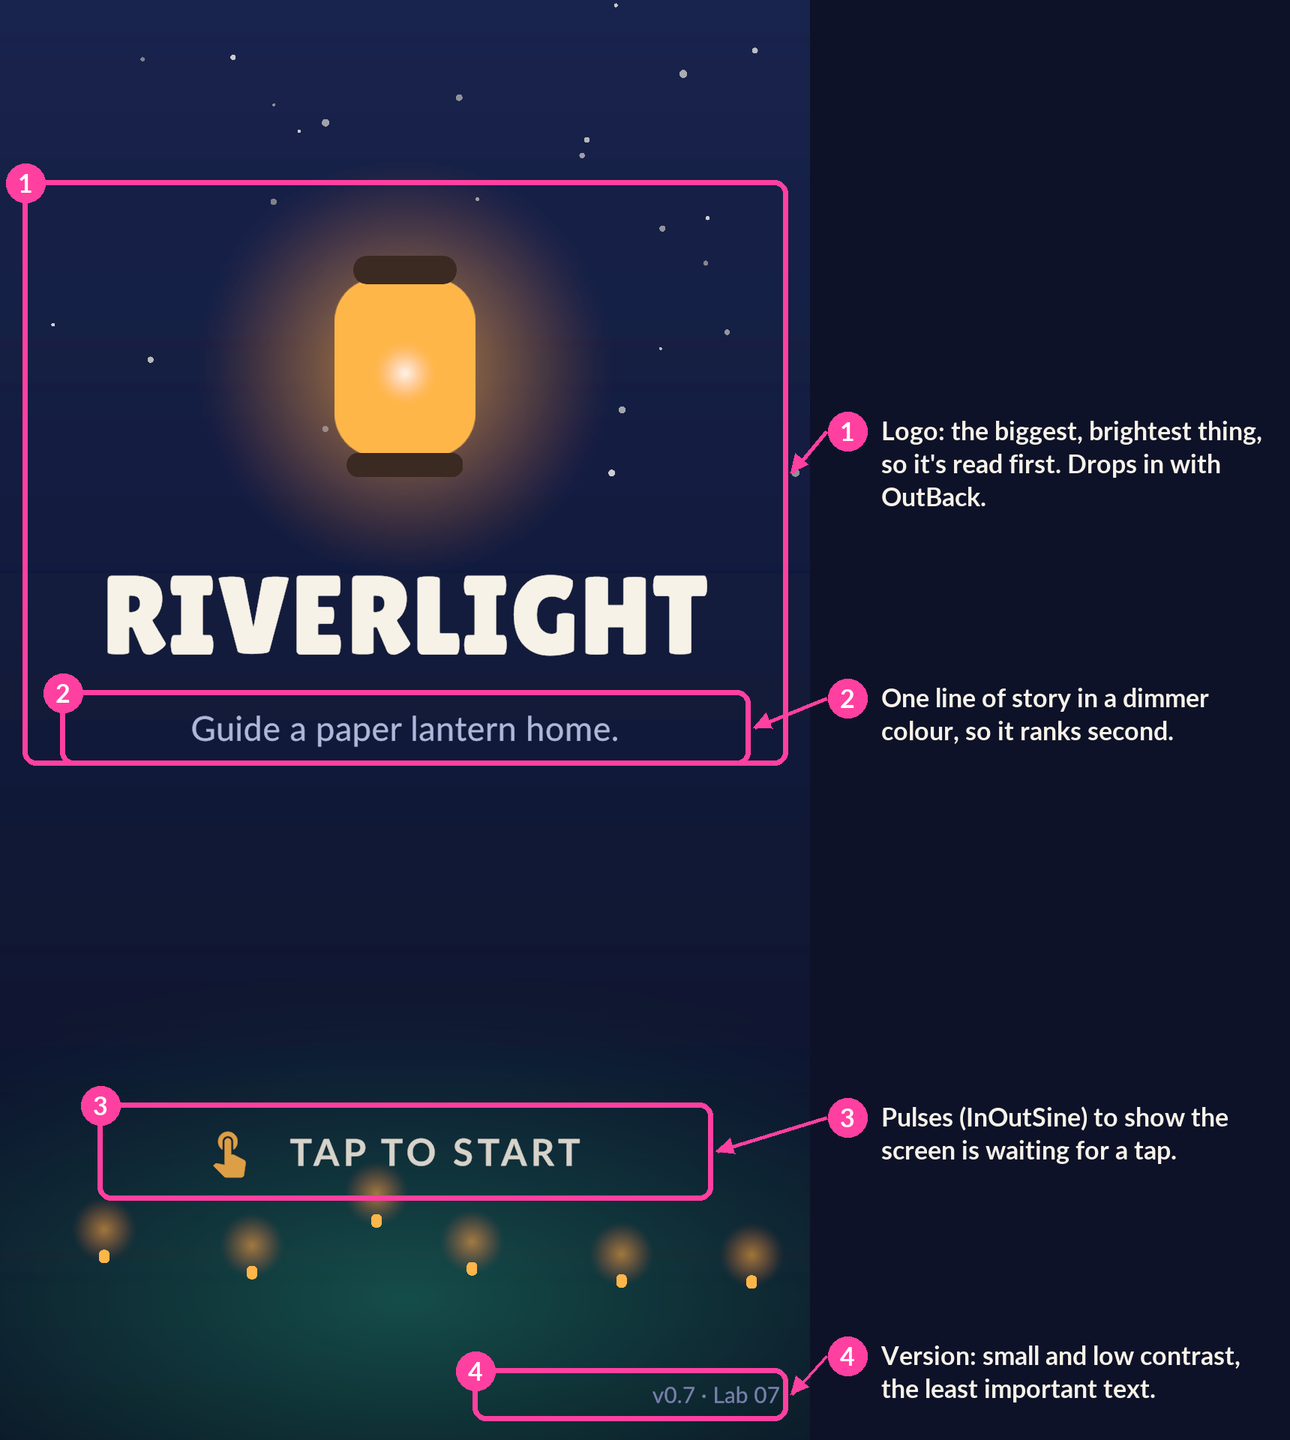 1
RIVERLIGHT
2
Guide a paper lantern home.
3
TAP TO START
4
v0.7 · Lab 07
1 Logo: the biggest, brightest thing,
so it's read first. Drops in with
OutBack.
2 One line of story in a dimmer
colour, so it ranks second.
3 Pulses (InOutSine) to show the
screen is waiting for a tap.
4 Version: small and low contrast,
the least important text.